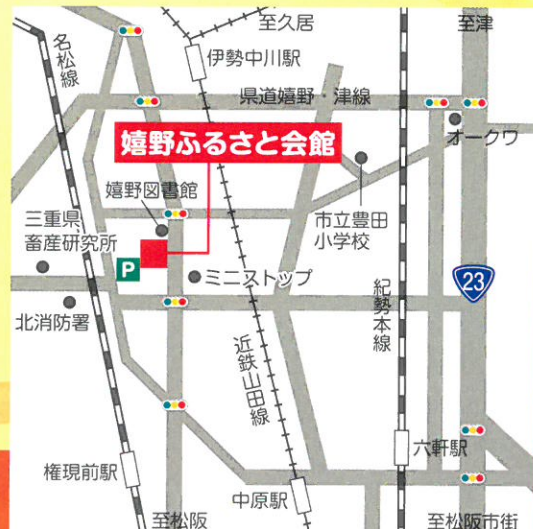 至久居
至津
名松線
伊勢中川駅
県道嬉野・津線
オークワ
嬉野ふるさと会館
嬉野図書館
市立豊田
小学校
三重県
畜産研究所
P
ミニストップ
23
紀勢本線
北消防署
近鉄山田線
六軒駅
権現前駅
中原駅
至松阪
至松阪市街